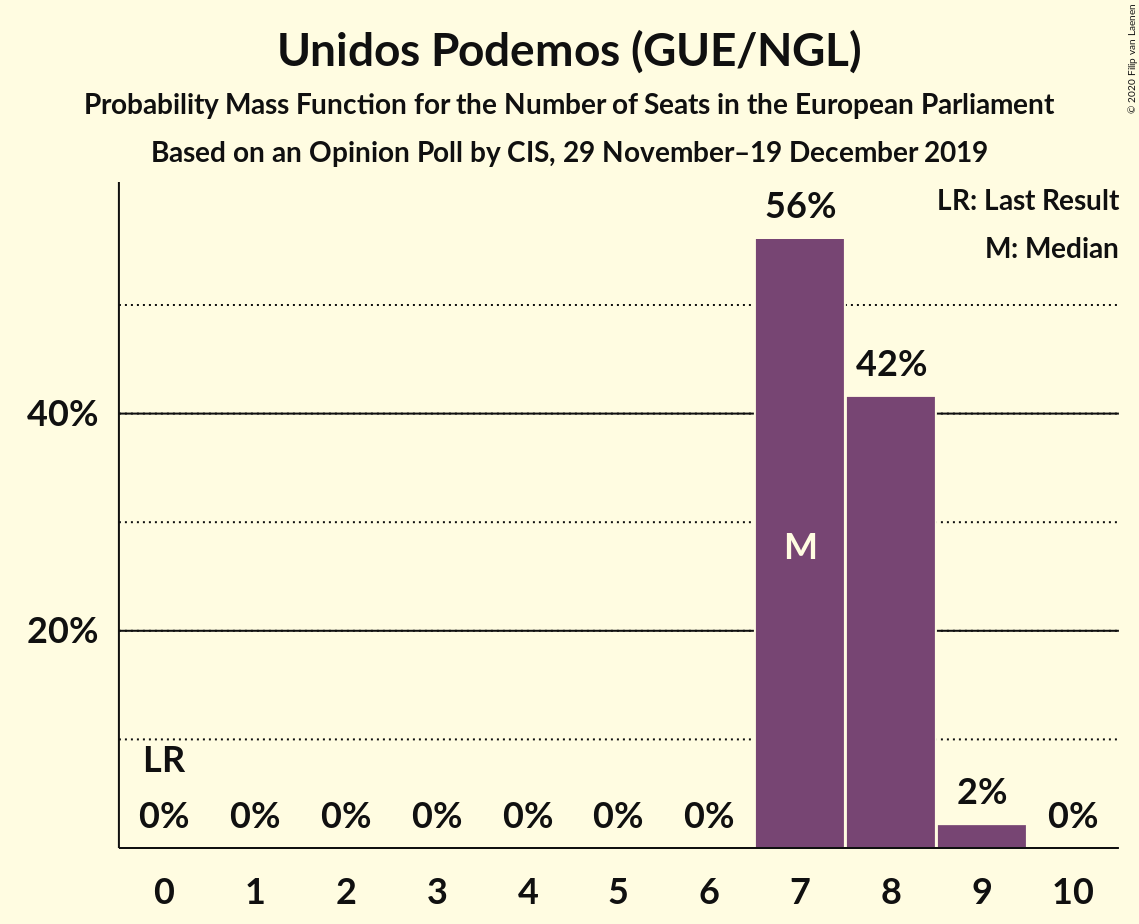 Unidos Podemos (GUE/NGL)
Probability Mass Function for the Number of Seats in the European Parliament
Based on an Opinion Poll by CIS, 29 November–19 December 2019
© 2020 Filip van Laenen
LR: Last Result
M: Median
56%
42%
40%
M
20%
LR
2%
0% 0% 0% 0% 0% 0% 0% 0%
0 1 2 3 4 5 6 7 8 9 10